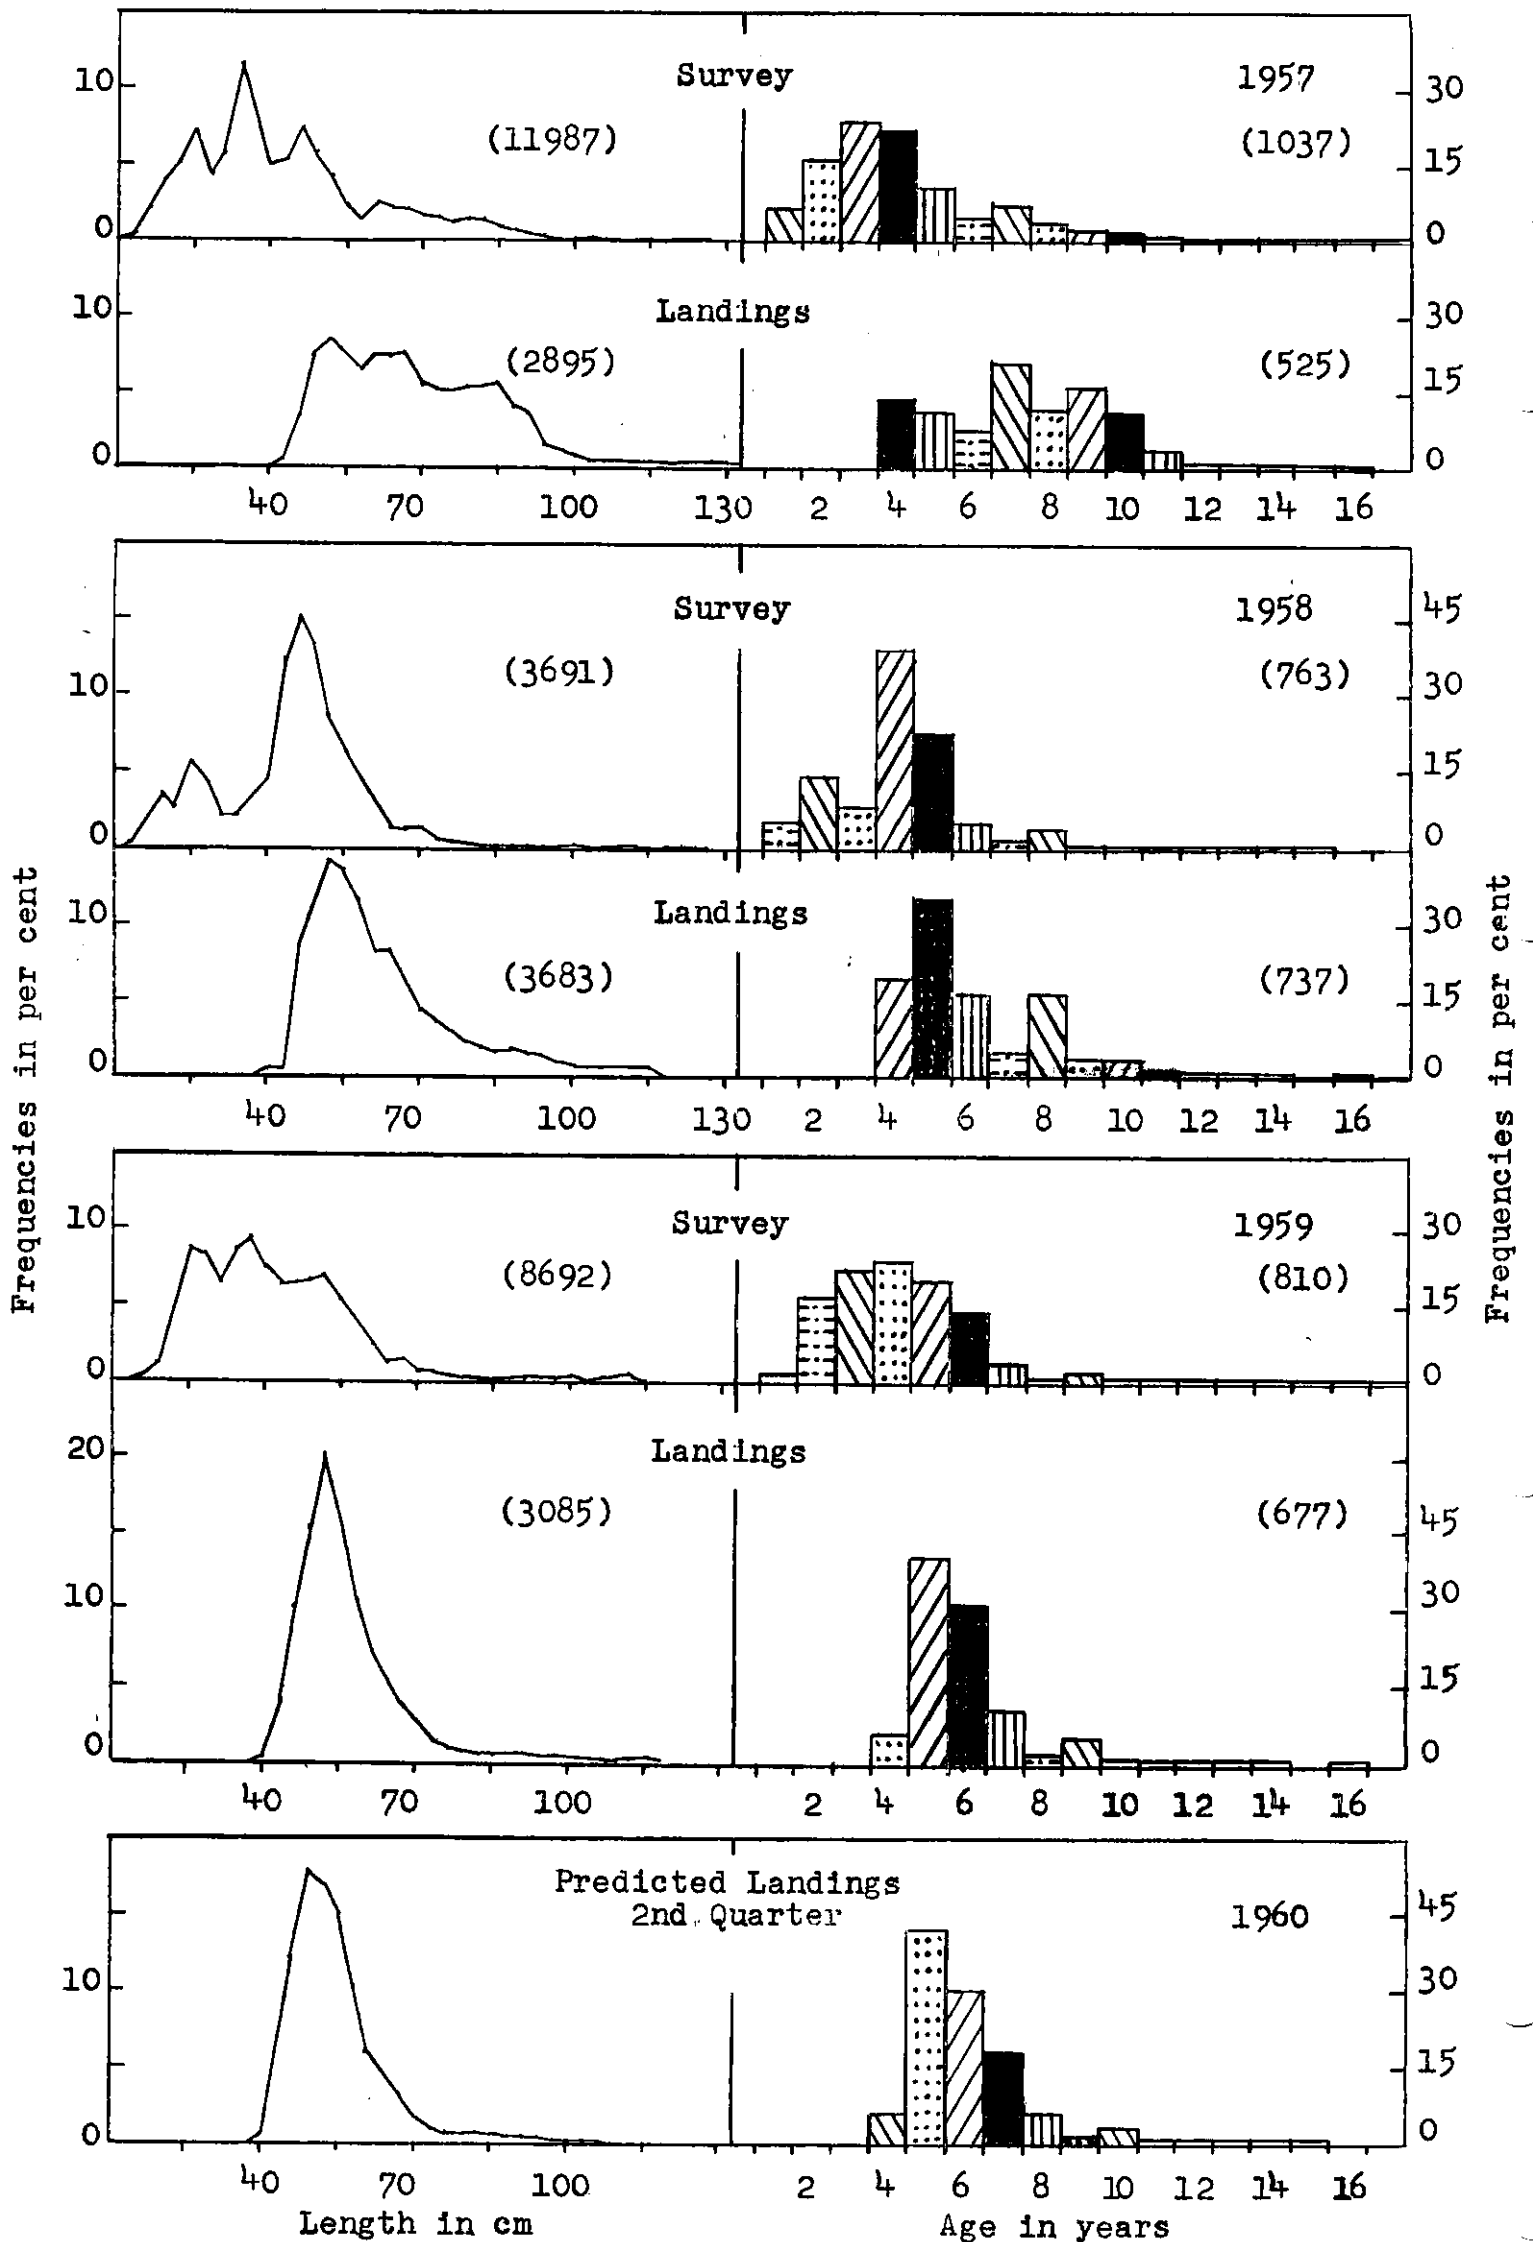 Survey 1957
10 30
(11987) (1037)
15
0 0
10 Landings 30
(2895) (525)
15
0 0
40 70 100 130 2 4 6 8 10 12 14 16
Survey 1958 45
10 (3691) (763) 30
15
0 0
10 Landings 30
(3683) (737)
15
0 0
40 70 100 130 2 4 6 8 10 12 14 16
10 Survey 1959 30
(8692) (810)
15
0 0
20 Landings
(3085) (677) 45
10 30
15
0 0
40 70 100 2 4 6 8 10 12 14 16
Predicted Landings
2nd Quarter 1960 45
10 30
15
0 0
40 70 100 2 4 6 8 10 12 14 16
Length in cm Age in years
Frequencies in per cent
Frequencies in per cent